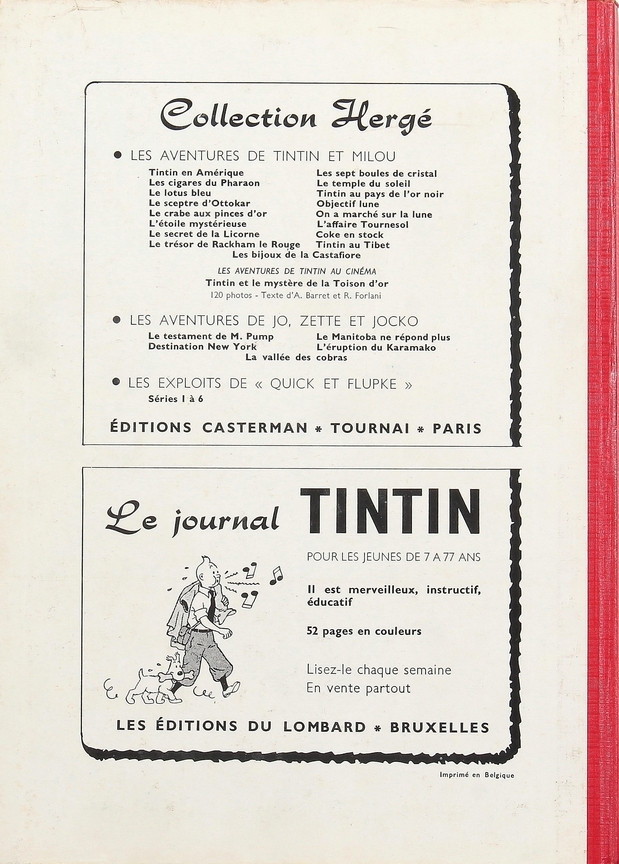 Collection Hergé
● LES AVENTURES DE TINTIN ET MILOU
Tintin en Amérique
Les cigares du Pharaon
Le lotus bleu
Le sceptre d'Ottokar
Le crabe aux pinces d'or
L'étoile mystérieuse
Le secret de la Licorne
Le trésor de Rackham le Rouge
Les sept boules de cristal
Le temple du soleil
Tintin au pays de l'or noir
Objectif lune
On a marché sur la lune
L'affaire Tournesol
Coke en stock
Tintin au Tibet
Les bijoux de la Castafiore
LES AVENTURES DE TINTIN AU CINÉMA
Tintin et le mystère de la Toison d'or
120 photos - Texte d'A. Barret et R. Forlani
● LES AVENTURES DE JO, ZETTE ET JOCKO
Le testament de M. Pump
Destination New York
Le Manitoba ne répond plus
L'éruption du Karamako
La vallée des cobras
● LES EXPLOITS DE « QUICK ET FLUPKE »
Séries 1 à 6
ÉDITIONS CASTERMAN * TOURNAI * PARIS
Le journal TINTIN
POUR LES JEUNES DE 7 A 77 ANS
Il est merveilleux, instructif,
éducatif
52 pages en couleurs
Lisez-le chaque semaine
En vente partout
LES ÉDITIONS DU LOMBARD * BRUXELLES
Imprimé en Belgique